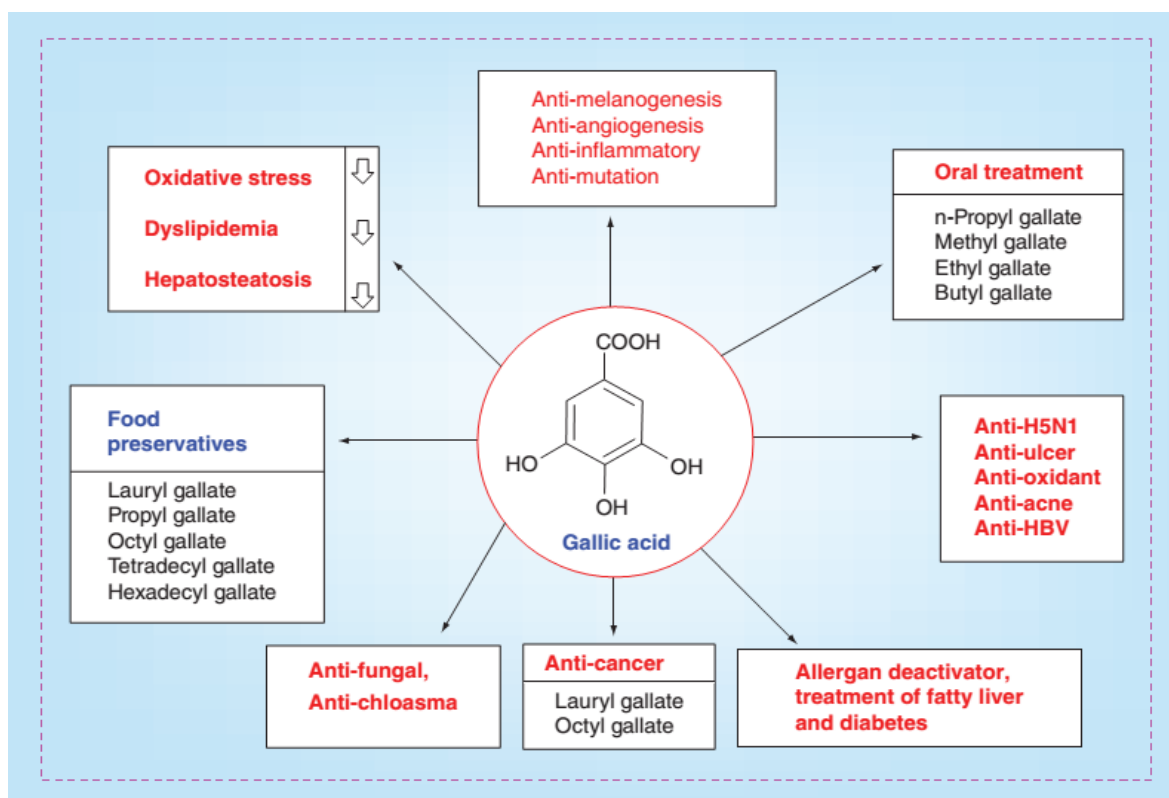 Anti-melanogenesis
Anti-angiogenesis
Anti-inflammatory
Anti-mutation
Oxidative stress
Dyslipidemia
Hepatosteatosis
Oral treatment
n-Propyl gallate
Methyl gallate
Ethyl gallate
Butyl gallate
COOH
HO
OH
OH
Gallic acid
Food
preservatives
Lauryl gallate
Propyl gallate
Octyl gallate
Tetradecyl gallate
Hexadecyl gallate
Anti-H5N1
Anti-ulcer
Anti-oxidant
Anti-acne
Anti-HBV
Anti-fungal,
Anti-chloasma
Anti-cancer
Lauryl gallate
Octyl gallate
Allergan deactivator,
treatment of fatty liver
and diabetes